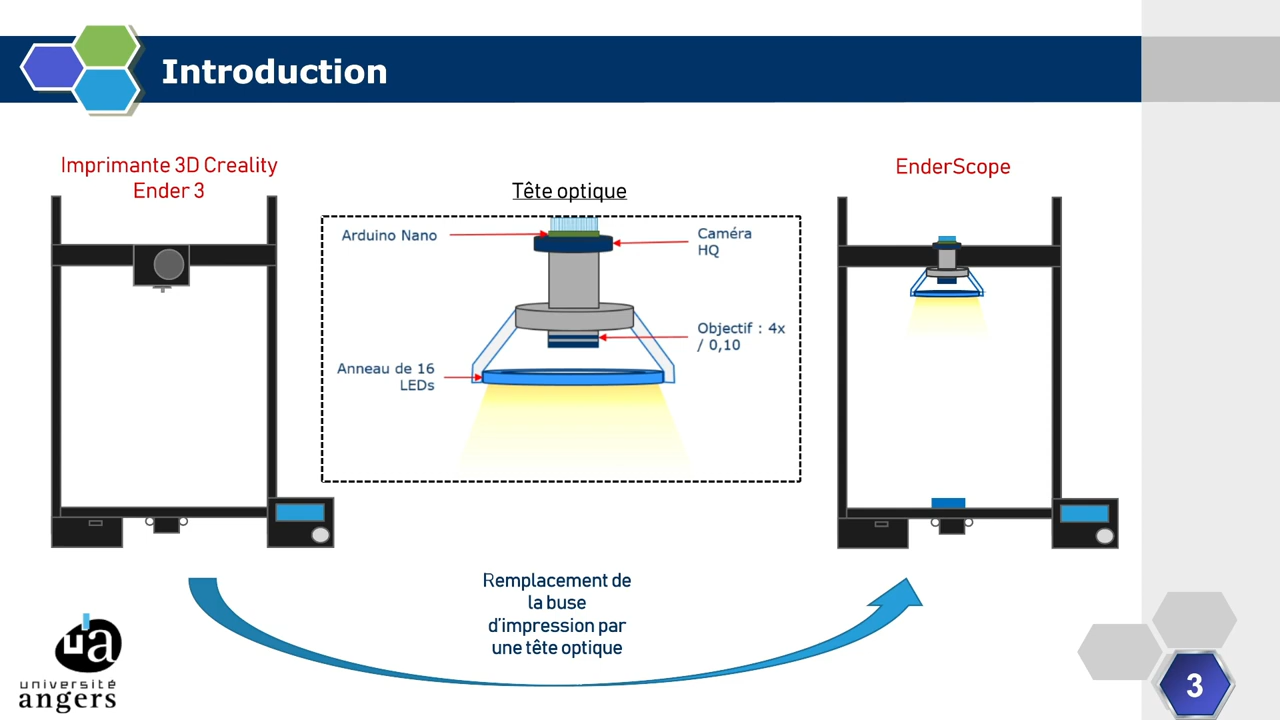 Introduction
Imprimante 3D Creality
Ender 3
Tête optique
EnderScope
Arduino Nano
Caméra
HQ
Objectif : 4x
/ 0,10
Anneau de 16
LEDs
Remplacement de
la buse
d'impression par
une tête optique
ua
université
angers
3